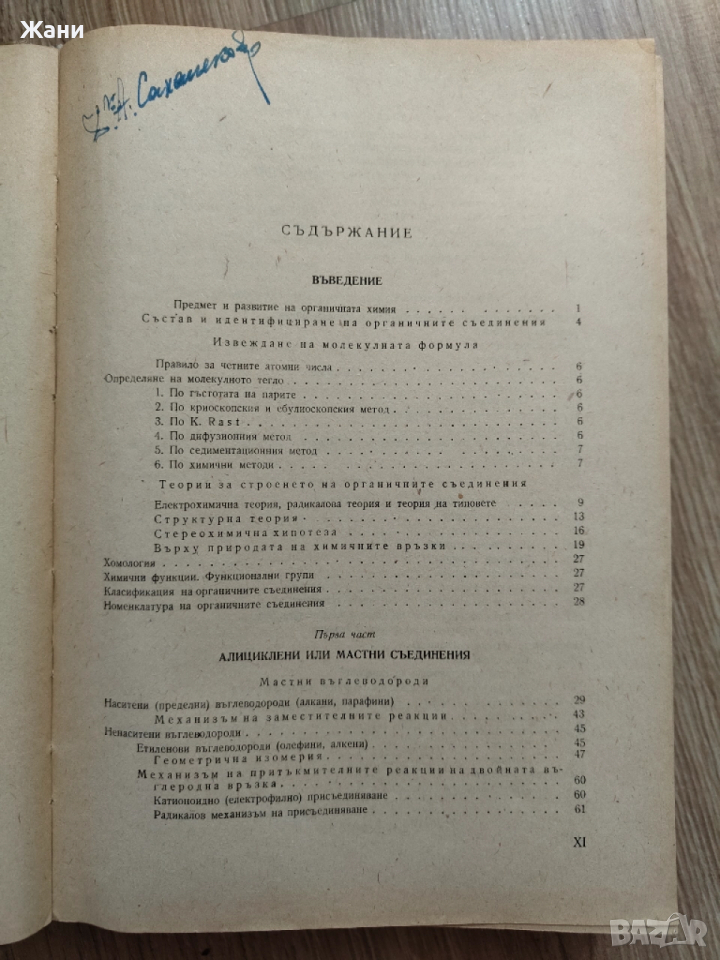 Жани
СЪДЪРЖАНИЕ
ВЪВЕДЕНИЕ
Предмет и развитие на органичната химия . . . . . . . . . . . 1
Състав и идентифициране на органичните съединения 4
Извеждане на молекулната формула
Правило за четните атомни числа . . . . . . . . . . . . . . . . 6
Определяне на молекулното тегло . . . . . . . . . . . . . . . . 6
1. По гъстотата на парите . . . . . . . . . . . . . . . . 6
2. По криоскопския и ебулиоскопския метод . . . . . . . . . . . 6
3. По K. Rast . . . . . . . . . . . . . . . . 6
4. По дифузионния метод . . . . . . . . . . . . . . . . 6
5. По седиментационния метод . . . . . . . . . . . . . . . . 7
6. По химични методи . . . . . . . . . . . . . . . . 7
Теории за строежа на органичните съединения
Електрохимична теория, радикалова теория и теория на типовете . . . . . 9
Структурна теория . . . . . . . . . . . . . . . . 13
Стереохимична хипотеза . . . . . . . . . . . . . . . . 16
Върху природата на химичните връзки . . . . . . . . . . . 19
Хомология . . . . . . . . . . . . . . . . 27
Химични функции. Функционални групи . . . . . . . . . . . . . . . . 27
Класификация на органичните съединения . . . . . . . . . . . . . . . . 27
Номенклатура на органичните съединения . . . . . . . . . . . . . . . . 28
Първа част
АЛИЦИКЛЕНИ ИЛИ МАСТНИ СЪЕДИНЕНИЯ
Мастни въглеводороди
Наситени (пределни) въглеводороди (алкани, парафини) . . . . . . . . . . . 29
Механизъм на заместителните реакции . . . . . . . . . . . 43
Ненаситени въглеводороди . . . . . . . . . . . . . . . . 45
Етиленови въглеводороди (олефини, алкени) . . . . . . . . . . . 45
Геометрична изомерия . . . . . . . . . . . . . . . . 47
Механизъм на притъкмителните реакции на двойната въ-
глеродна връзка . . . . . . . . . . . . . . . . 60
Катионоидно (електрофилно) присъединяване . . . . . . . . . . . 60
Радикалов механизъм на присъединяване . . . . . . . . . . . 61
XI
BAZAR